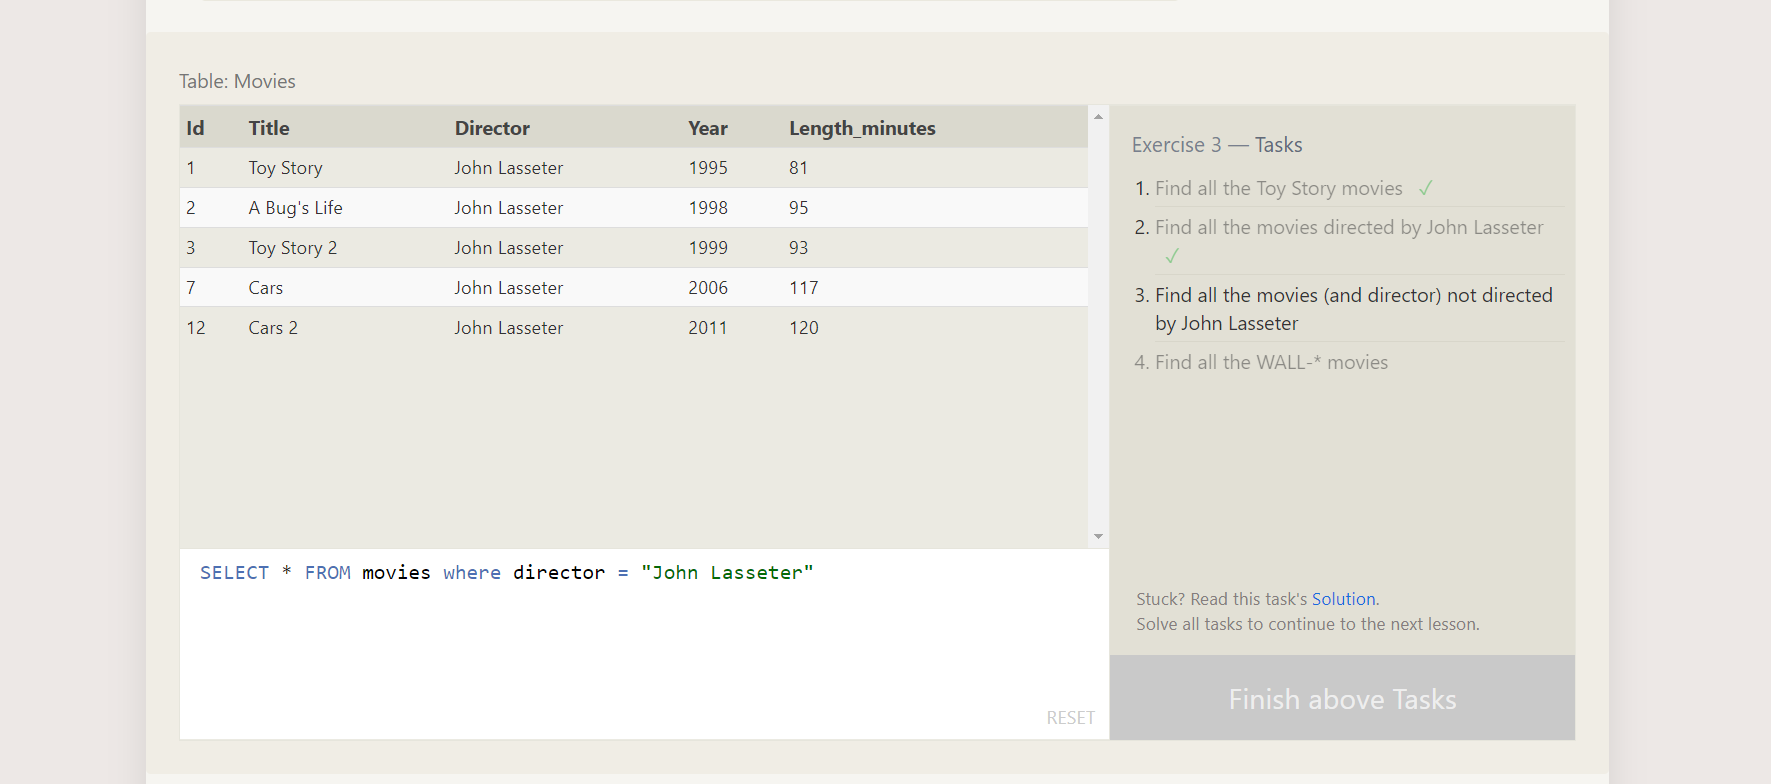 Table: Movies
Id Title Director Year Length_minutes
1 Toy Story John Lasseter 1995 81
2 A Bug's Life John Lasseter 1998 95
3 Toy Story 2 John Lasseter 1999 93
7 Cars John Lasseter 2006 117
12 Cars 2 John Lasseter 2011 120
SELECT * FROM movies where director = "John Lasseter"
RESET
Exercise 3 — Tasks
1. Find all the Toy Story movies ✓
2. Find all the movies directed by John Lasseter
✓
3. Find all the movies (and director) not directed
by John Lasseter
4. Find all the WALL-* movies
Stuck? Read this task's Solution.
Solve all tasks to continue to the next lesson.
Finish above Tasks